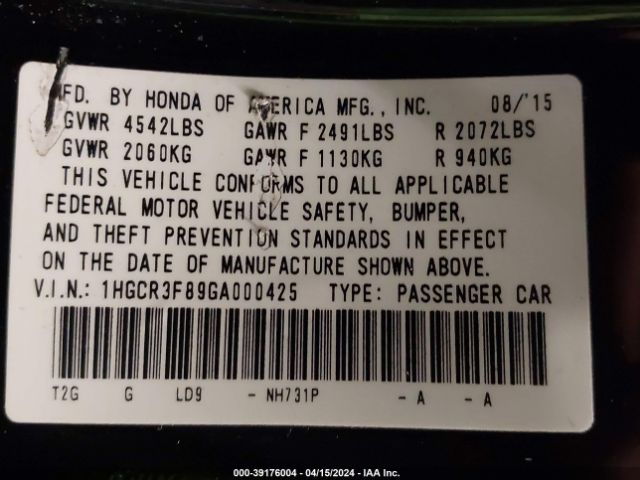 MFD. BY HONDA OF AMERICA MFG., INC. 08/'15
GVWR 4542LBS GAWR F 2491LBS R 2072LBS
GVWR 2060KG GAWR F 1130KG R 940KG
THIS VEHICLE CONFORMS TO ALL APPLICABLE
FEDERAL MOTOR VEHICLE SAFETY, BUMPER,
AND THEFT PREVENTION STANDARDS IN EFFECT
ON THE DATE OF MANUFACTURE SHOWN ABOVE.
V.I.N.: 1HGCR3F89GA000425 TYPE: PASSENGER CAR
T2G G LD9 - NH731P - A - A
000-39176004 - 04/15/2024 - IAA Inc.